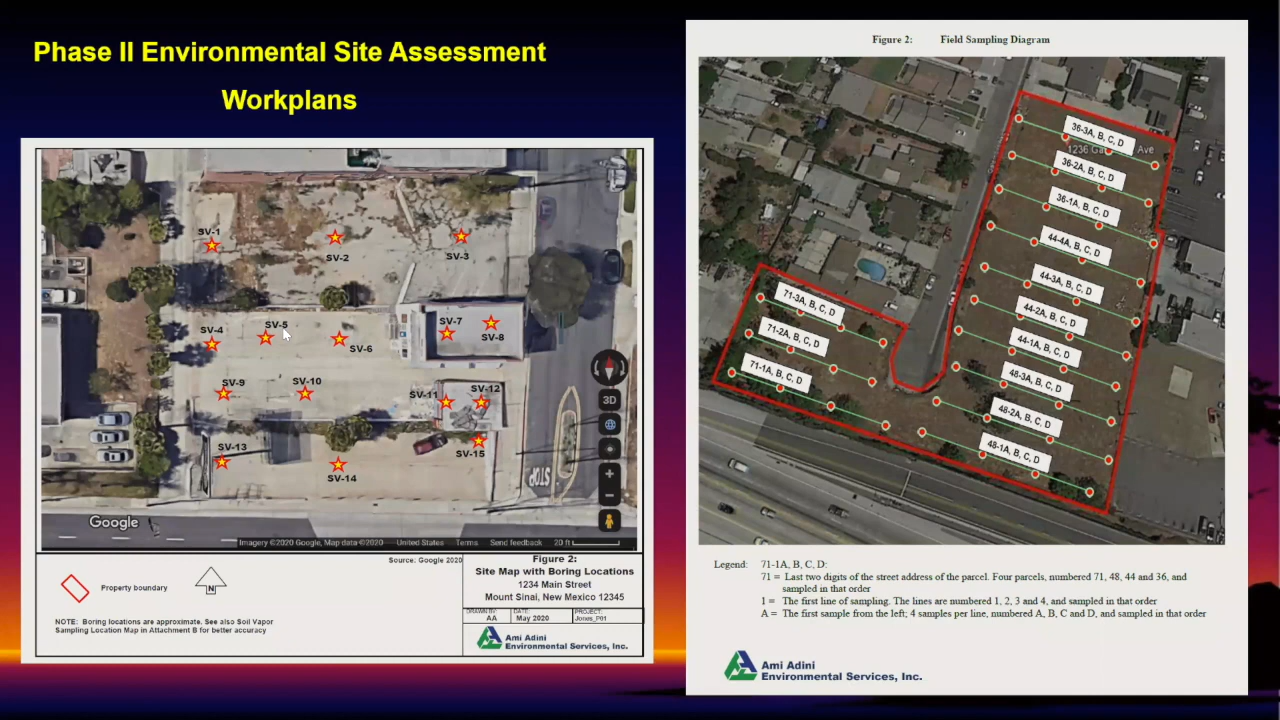 Phase II Environmental Site Assessment
Workplans
SV-1
SV-2
SV-3
SV-4
SV-5
SV-6
SV-7
SV-8
SV-9
SV-10
SV-11
SV-12
SV-13
SV-14
SV-15
3D
STOP
Google
Imagery ©2020 Google, Map data ©2020 United States Terms Send feedback 20 ft
Source: Google 2020
Property boundary
N
NOTE: Boring locations are approximate. See also Soil Vapor
Sampling Location Map in Attachment B for better accuracy
Figure 2:
Site Map with Boring Locations
1234 Main Street
Mount Sinai, New Mexico 12345
DRAWN BY: DATE: PROJECT:
AA May 2020
Ami Adini
Environmental Services, Inc.
Figure 2: Field Sampling Diagram
36-3A, B, C, D
1236 Ave
36-2A, B, C, D
36-1A, B, C, D
44-4A, B, C, D
44-3A, B, C, D
44-2A, B, C, D
44-1A, B, C, D
48-3A, B, C, D
48-2A, B, C, D
48-1A, B, C, D
71-3A, B, C, D
71-2A, B, C, D
71-1A, B, C, D
Legend: 71-1A, B, C, D:
71 = Last two digits of the street address of the parcel. Four parcels, numbered 71, 48, 44 and 36, and
sampled in that order
1 = The first line of sampling. The lines are numbered 1, 2, 3 and 4, and sampled in that order
A = The first sample from the left; 4 samples per line, numbered A, B, C and D, and sampled in that order
Ami Adini
Environmental Services, Inc.